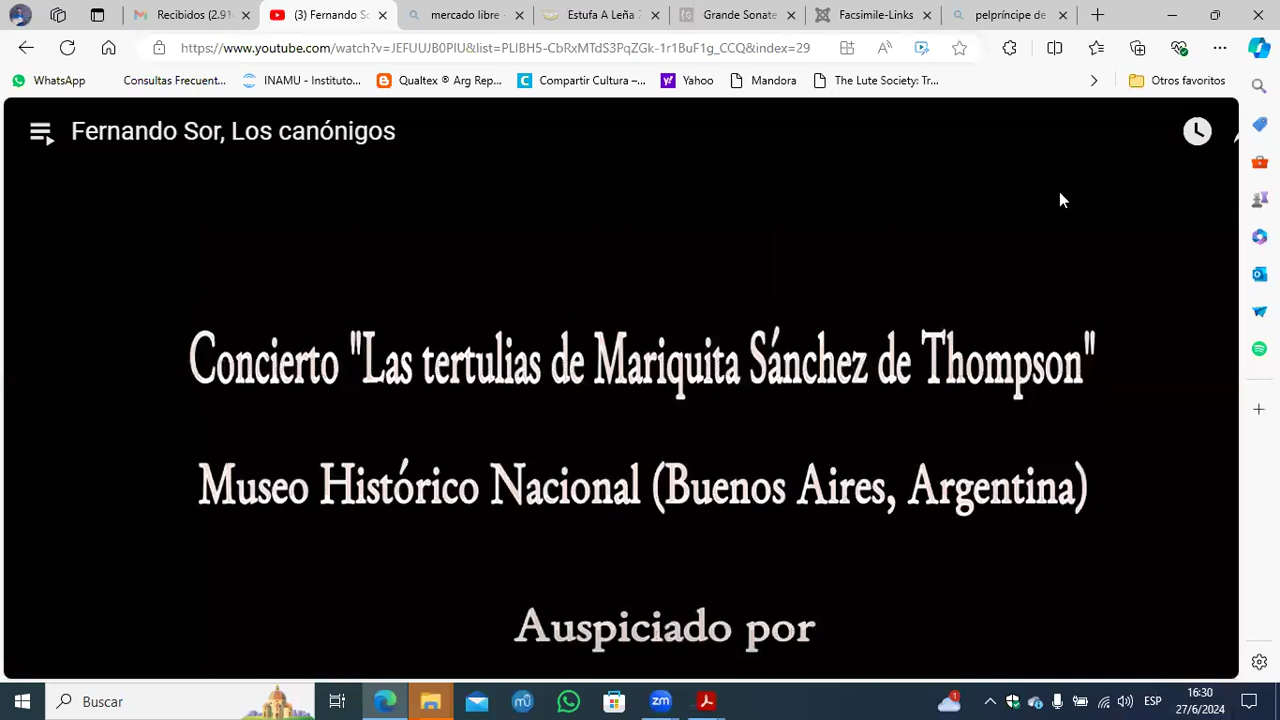 Recibidos (2.91
(3) Fernando So
mercado libre -
Estufa A Leña
Grande Sonate
Facsimile-Links
pelpríncipe de
https://www.youtube.com/watch?v=JEFUUJB0PIU&list=PLIBH5-CbRxMTdS3PqZGk-1r1BuF1g_CCQ&index=29
WhatsApp
Consultas Frecuent...
INAMU - Instituto...
Qualtex ® Arg Rep...
Compartir Cultura –...
Yahoo
Mandora
The Lute Society: Tr...
Otros favoritos
Fernando Sor, Los canónigos
Concierto "Las tertulias de Mariquita Sánchez de Thompson"
Museo Histórico Nacional (Buenos Aires, Argentina)
Auspiciado por
Buscar
zm
1
ESP
16:30
27/6/2024